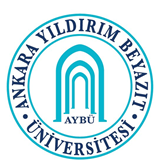 ANKARA YILDIRIM BEYAZIT
AYBÜ
• ÜNİVERSİTESİ •